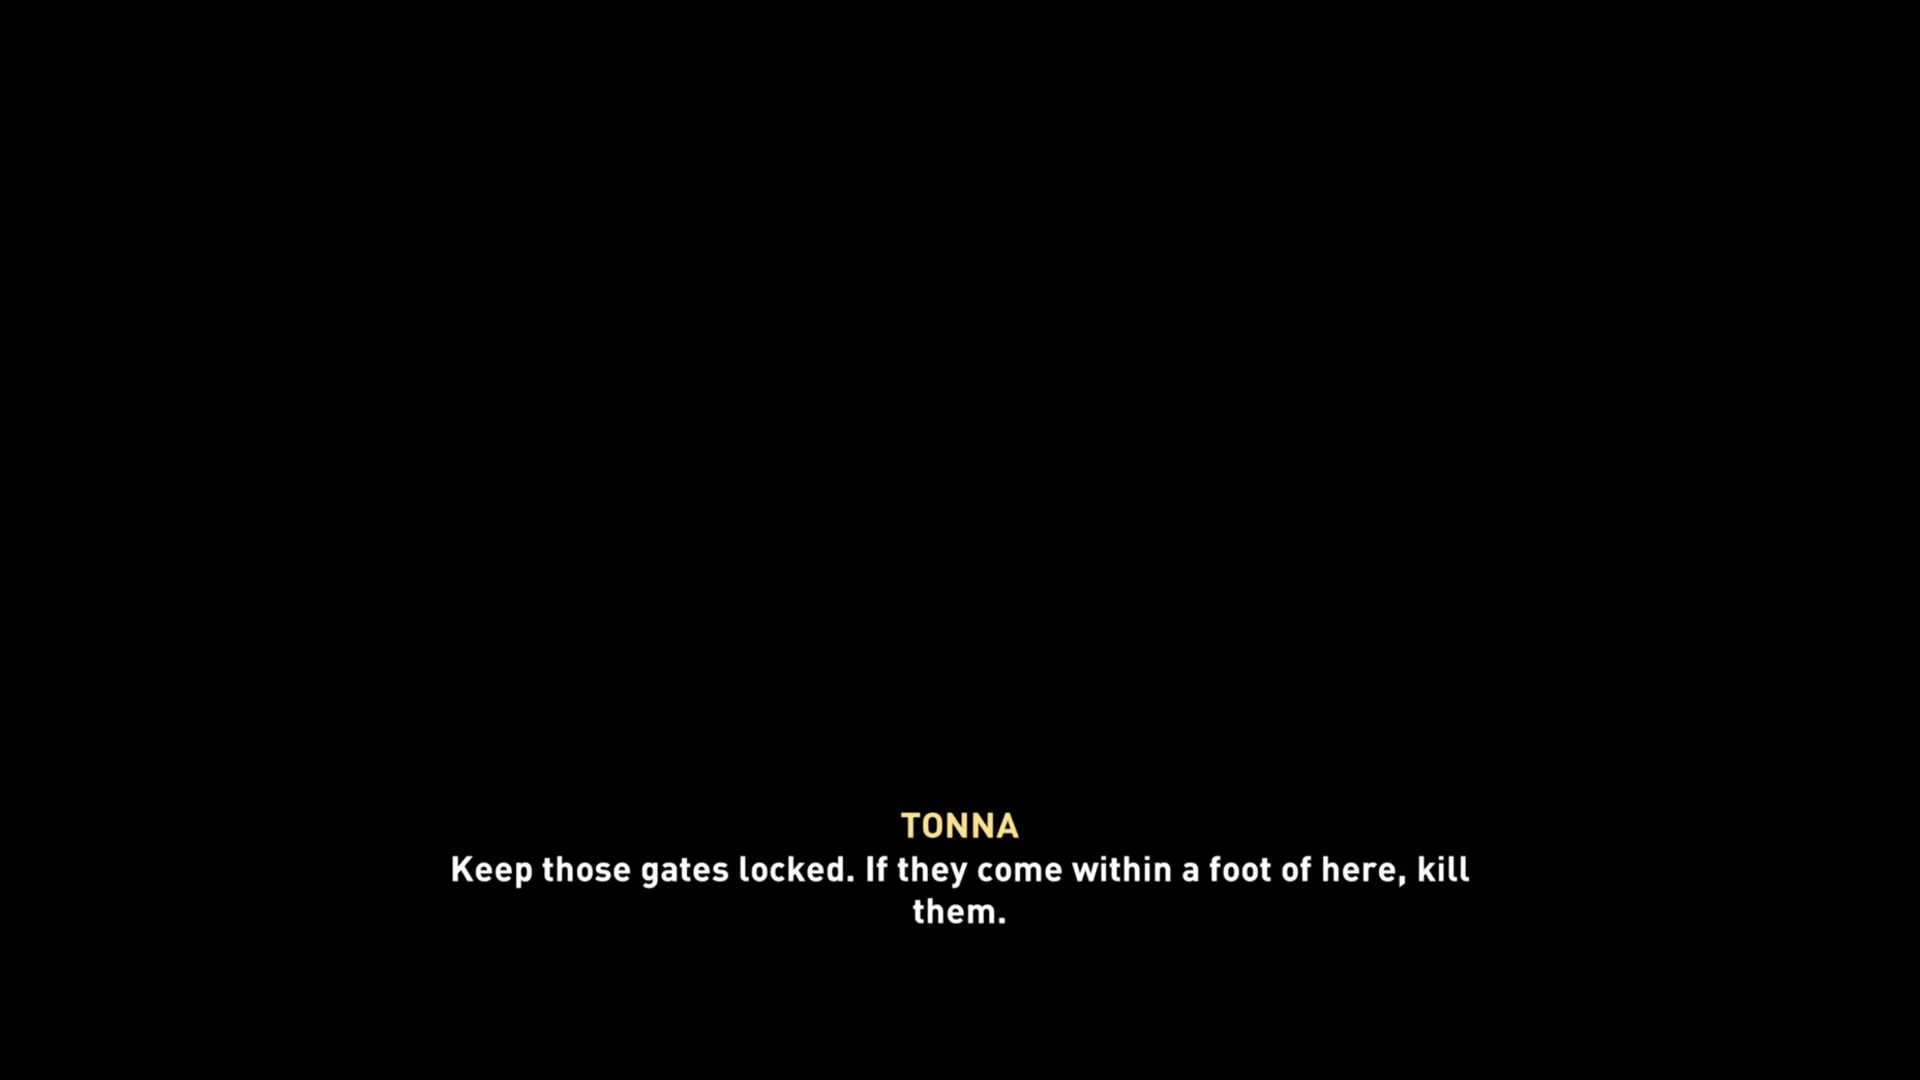 TONNA
Keep those gates locked. If they come within a foot of here, kill
them.